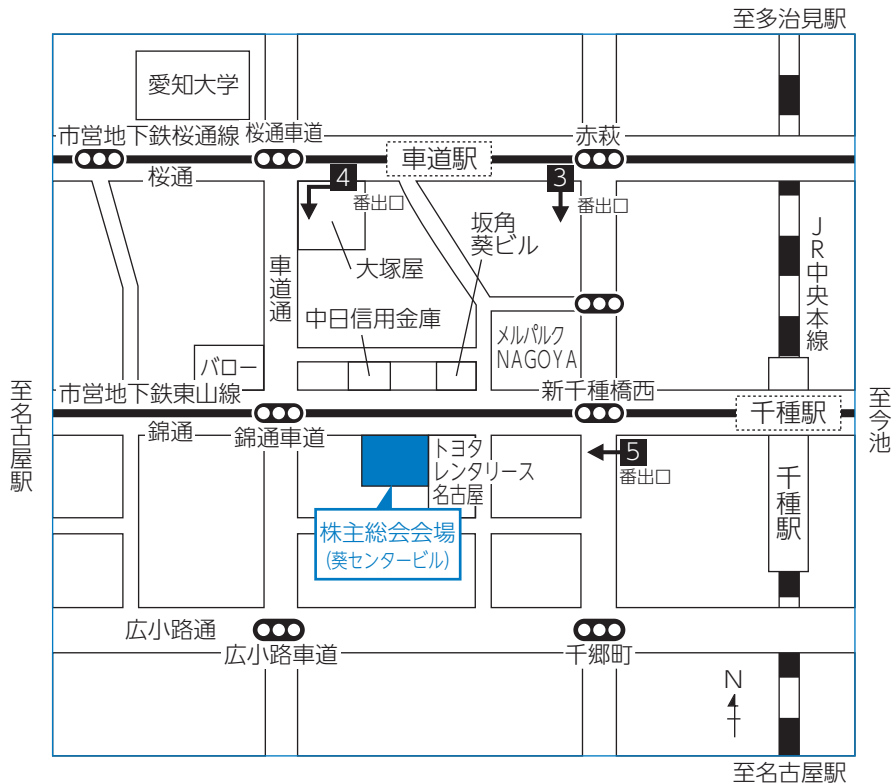 至多治見駅
愛知大学
市営地下鉄桜通線
桜通車道
赤萩
車道駅
桜通
4
番出口
3
番出口
坂角
葵ビル
大塚屋
車道通
JR中央本線
中日信用金庫
メルパルク
NAGOYA
バロー
至名古屋駅
市営地下鉄東山線
新千種橋西
千種駅
至今池
錦通
錦通車道
トヨタ
レンタリース
名古屋
5
番出口
千種駅
株主総会会場
(葵センタービル)
広小路通
広小路車道
千郷町
N
至名古屋駅